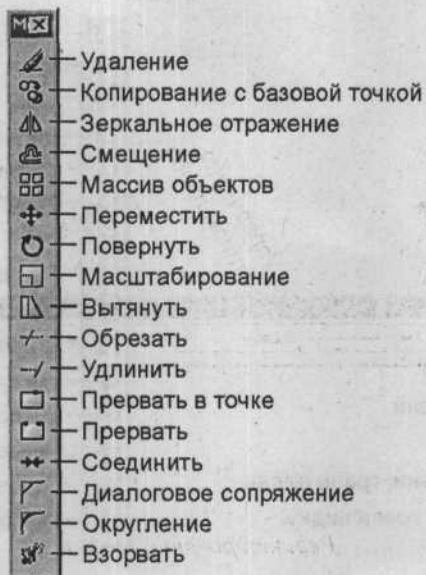 M
Удаление
Копирование с базовой точкой
Зеркальное отражение
Смещение
Массив объектов
Переместить
Повернуть
Масштабирование
Вытянуть
Обрезать
Удлинить
Прервать в точке
Прервать
Соединить
Диалоговое сопряжение
Округление
Взорвать